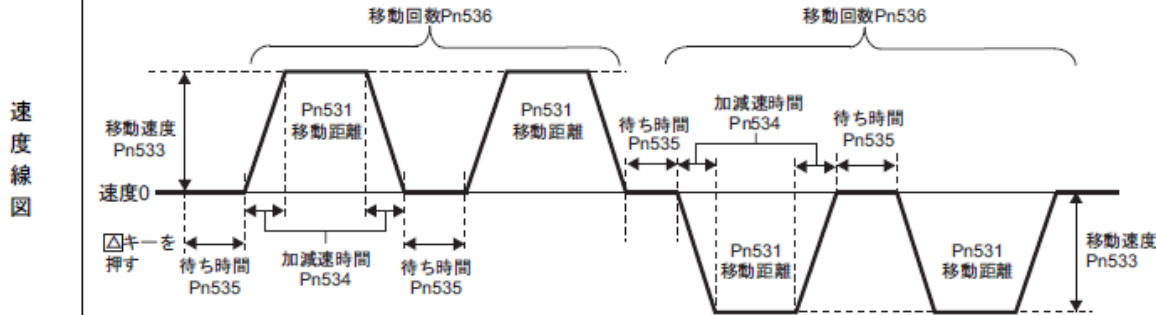 速
度
線
図
移動回数Pn536
移動回数Pn536
移動速度
Pn533
Pn531
移動距離
Pn531
移動距離
待ち時間
Pn535
加減速時間
Pn534
待ち時間
Pn535
速度0
△キーを
押す
待ち時間
Pn535
加減速時間
Pn534
待ち時間
Pn535
Pn531
移動距離
Pn531
移動距離
移動速度
Pn533